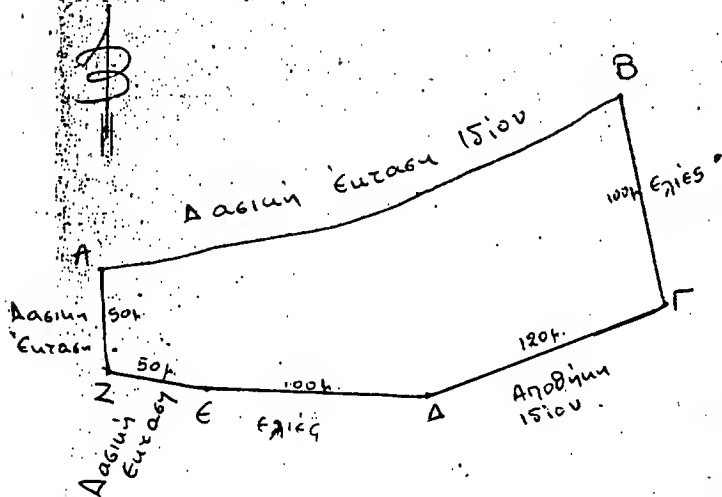 Β
Δασική έκταση ιδίου
100μ Ελιές
Α
Δασική
έκταση
50μ.
Γ
120μ.
50μ.
100μ.
Ζ
Ε
Δ
Αποθήκη
ιδίου.
Ελιές
Δασική
έκταση